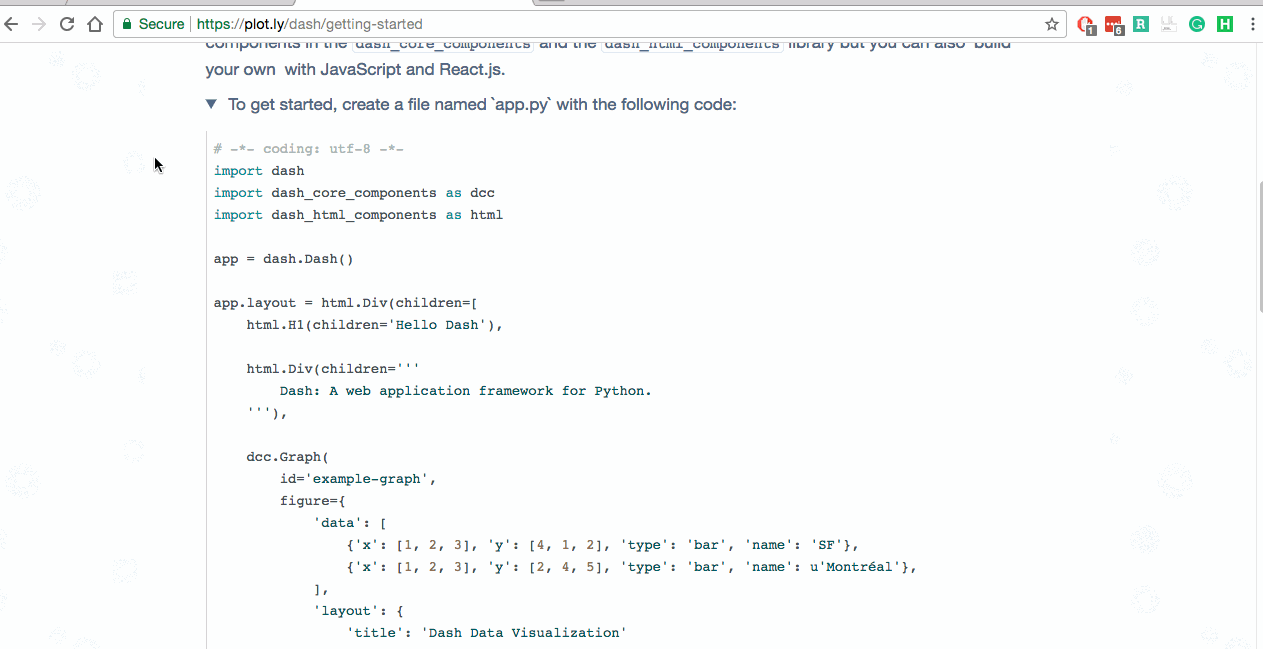 Secure https://plot.ly/dash/getting-started
1 6 R H
components in the dash_core_components and the dash_html_components library but you can also build
your own with JavaScript and React.js.
▼ To get started, create a file named `app.py` with the following code:
# -*- coding: utf-8 -*-
import dash
import dash_core_components as dcc
import dash_html_components as html
app = dash.Dash()
app.layout = html.Div(children=[
    html.H1(children='Hello Dash'),
    html.Div(children='''
        Dash: A web application framework for Python.
    '''),
    dcc.Graph(
        id='example-graph',
        figure={
            'data': [
                {'x': [1, 2, 3], 'y': [4, 1, 2], 'type': 'bar', 'name': 'SF'},
                {'x': [1, 2, 3], 'y': [2, 4, 5], 'type': 'bar', 'name': u'Montréal'},
            ],
            'layout': {
                'title': 'Dash Data Visualization'